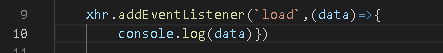 9 xhr.addEventListener(`load`,(data)=>{
10 console.log(data)})